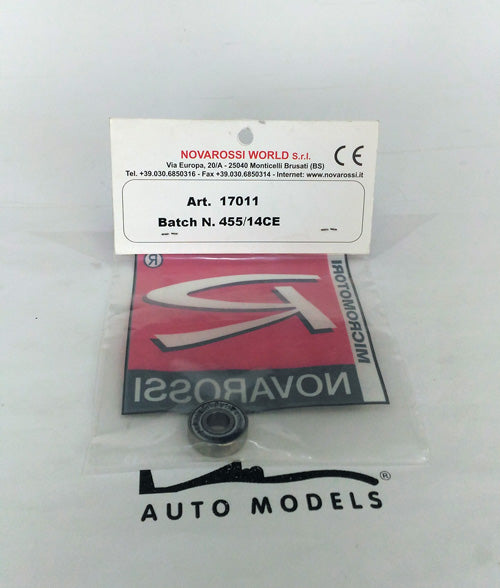 NOVAROSSI WORLD S.r.l.
Via Europa, 20/A - 25040 Monticelli Brusati (BS)
Tel. +39.030.6850316 - Fax +39.030.6850314 - Internet: www.novarossi.it
CE
Art. 17011
Batch N. 455/14CE
®
MICROMOTORI
NOVAROSSI
AUTO MODELS®